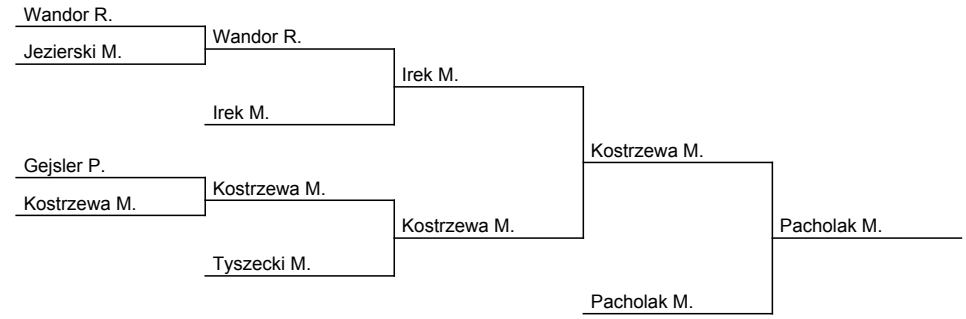 Wandor R.
Wandor R.
Jezierski M.
Irek M.
Irek M.
Kostrzewa M.
Gejsler P.
Kostrzewa M.
Kostrzewa M.
Kostrzewa M.
Pacholak M.
Tyszecki M.
Pacholak M.